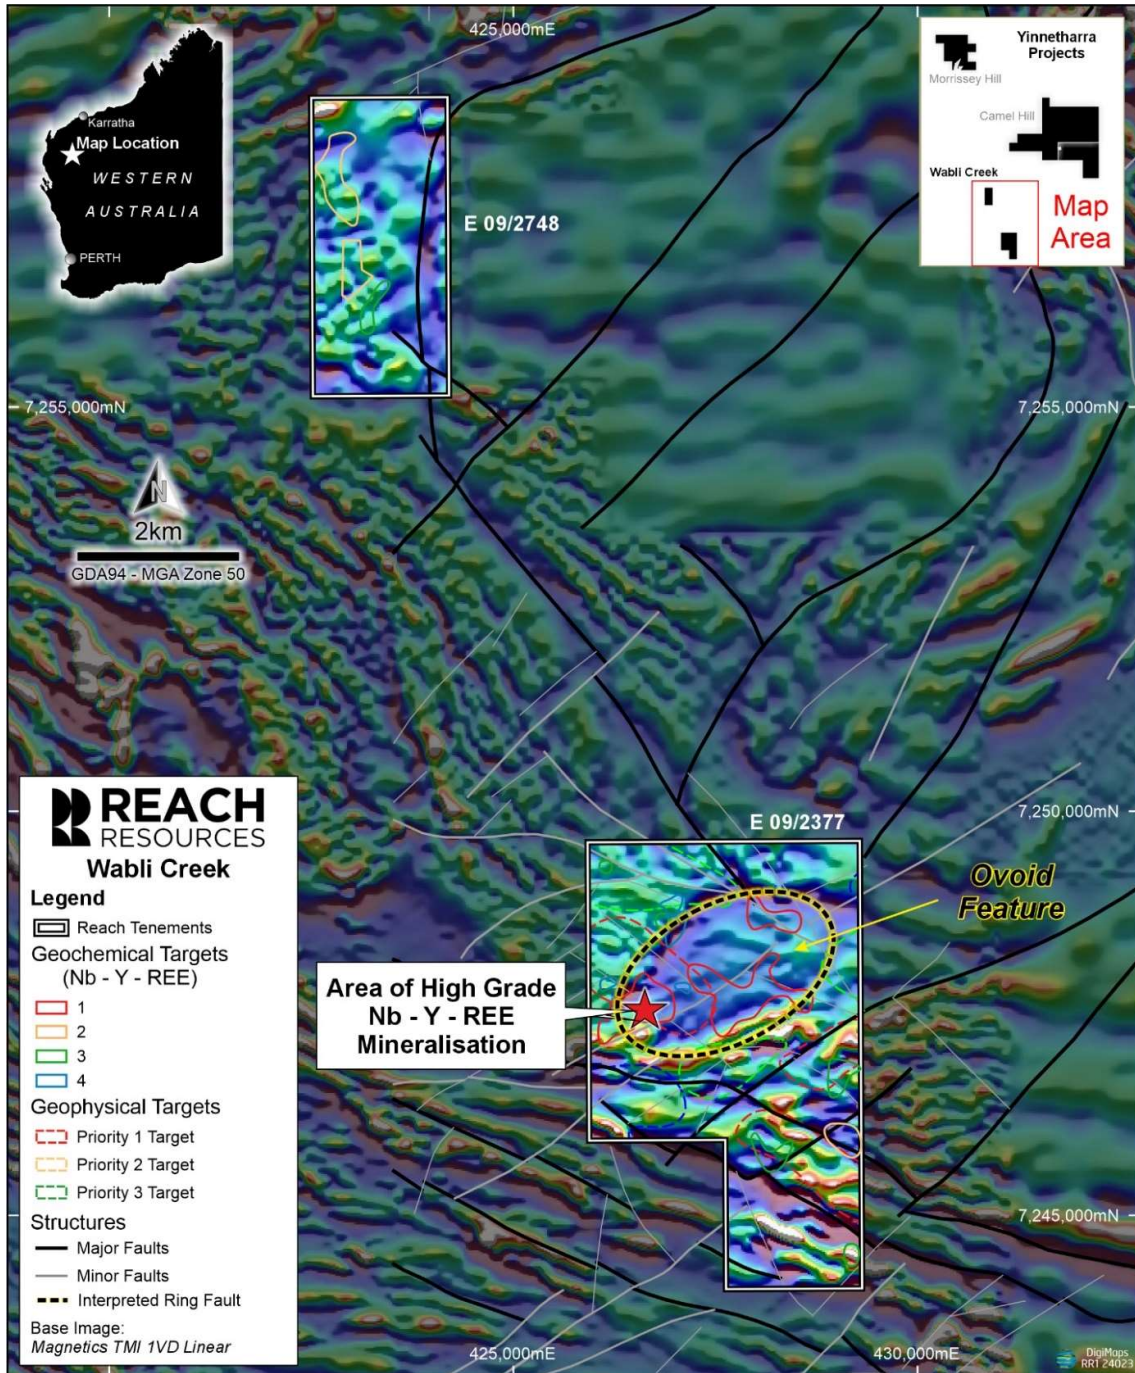 425,000mE
Karratha
Map Location
WESTERN
AUSTRALIA
PERTH
E 09/2748
Yinnetharra
Projects
Morrissey Hill
Camel Hill
Wabli Creek
Map
Area
7,255,000mN
7,255,000mN
N
2km
GDA94 - MGA Zone 50
7,250,000mN
E 09/2377
Ovoid
Feature
Area of High Grade
Nb - Y - REE
Mineralisation
REACH
RESOURCES
Wabli Creek
Legend
Reach Tenements
Geochemical Targets
(Nb - Y - REE)
1
2
3
4
Geophysical Targets
Priority 1 Target
Priority 2 Target
Priority 3 Target
Structures
Major Faults
Minor Faults
Interpreted Ring Fault
Base Image:
Magnetics TMI 1VD Linear
7,245,000mN
425,000mE
430,000mE
DigiMaps
RR1 24023